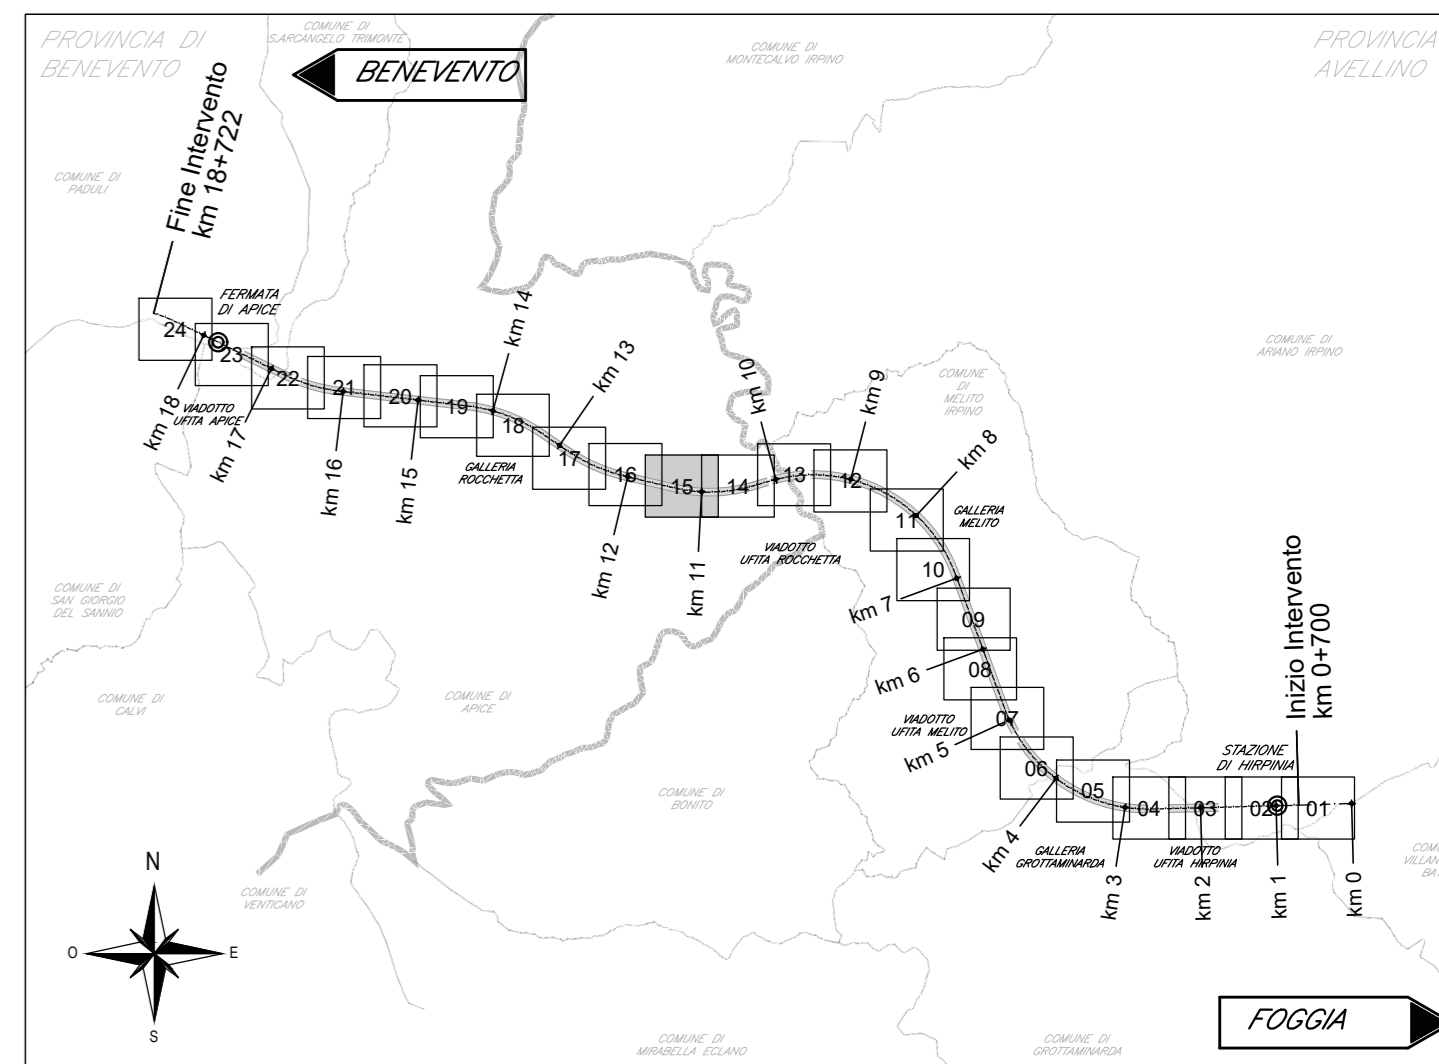 PROVINCIA DI
BENEVENTO
COMUNE DI
S.ARCANGELO TRIMONTE
BENEVENTO
COMUNE DI
MONTECALVO IRPINO
PROVINCIA
AVELLINO
COMUNE DI
PADULI
Fine Intervento
km 18+722
FERMATA
DI APICE
24
23
22
21
20
19
18
17
16
15
14
13
12
11
10
09
08
07
06
05
04
03
02
01
km 18
km 17
km 16
km 15
km 14
km 13
km 12
km 11
km 10
km 9
km 8
km 7
km 6
km 5
km 4
km 3
km 2
km 1
km 0
VIADOTTO
UFITA APICE
GALLERIA
ROCCHETTA
VIADOTTO
UFITA ROCCHETTA
GALLERIA
MELITO
COMUNE
DI
MELITO
IRPINO
COMUNE DI
ARIANO IRPINO
COMUNE DI
SAN GIORGIO
DEL SANNIO
COMUNE DI
CALVI
COMUNE DI
APICE
COMUNE DI
BONITO
VIADOTTO
UFITA MELITO
Inizio Intervento
km 0+700
STAZIONE
DI HIRPINIA
GALLERIA
GROTTAMINARDA
VIADOTTO
UFITA HIRPINIA
COMUNE DI
VENTICANO
N
O
E
S
COMUNE DI
MIRABELLA ECLANO
COMUNE DI
GROTTAMINARDA
FOGGIA